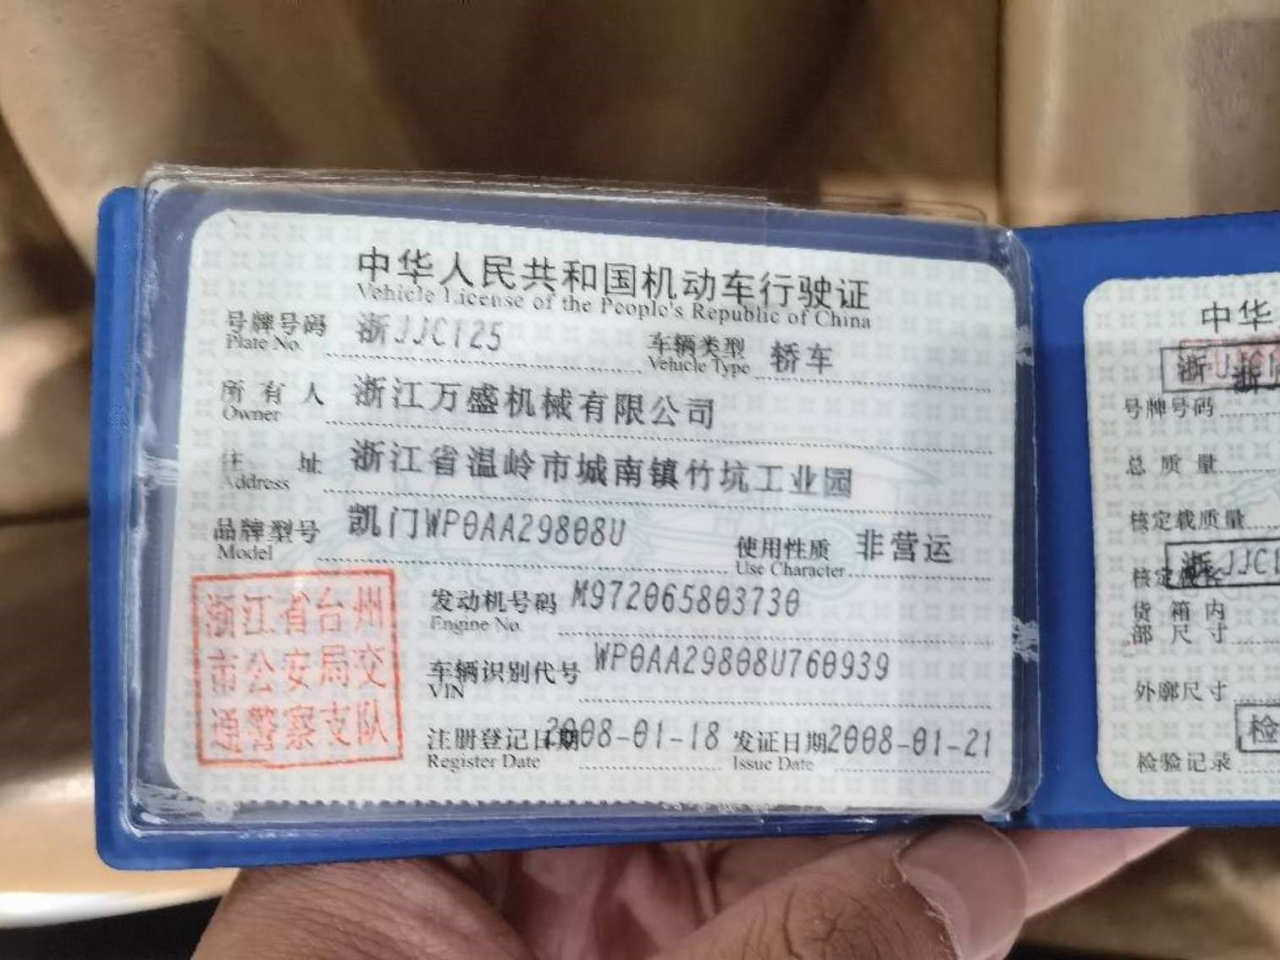 中华人民共和国机动车行驶证
Vehicle License of the People's Republic of China
号牌号码 浙JJC125 车辆类型 轿车
Plate No. Vehicle Type
所有人 浙江万盛机械有限公司
Owner
住址 浙江省温岭市城南镇竹坑工业园
Address
品牌型号 凯门WP0AA29808U 使用性质 非营运
Model Use Character
浙江省台州
市公安局交
通警察支队
发动机号码 M972065803730
Engine No.
车辆识别代号 WP0AA29808U760939
VIN
注册登记日期 2008-01-18 发证日期 2008-01-21
Register Date Issue Date
中华
号牌号码
总质量
核定载质量
浙JJC1
货箱内
部尺寸
外廓尺寸
检
检验记录